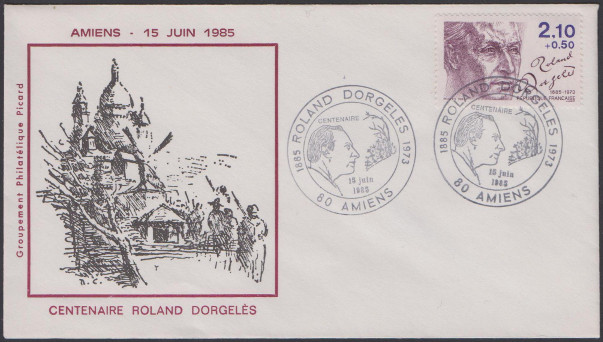 AMIENS - 15 JUIN 1985
Groupement Philatélique Picard
R.C.
CENTENAIRE ROLAND DORGELÈS
2,10
+0,50
Roland
Dorgelès
1885-1973
REPUBLIQUE FRANÇAISE
1885 ROLAND DORGELES 1973
CENTENAIRE
15 juin
1985
80 AMIENS
1885 ROLAND DORGELES 1973
CENTENAIRE
15 juin
1985
80 AMIENS